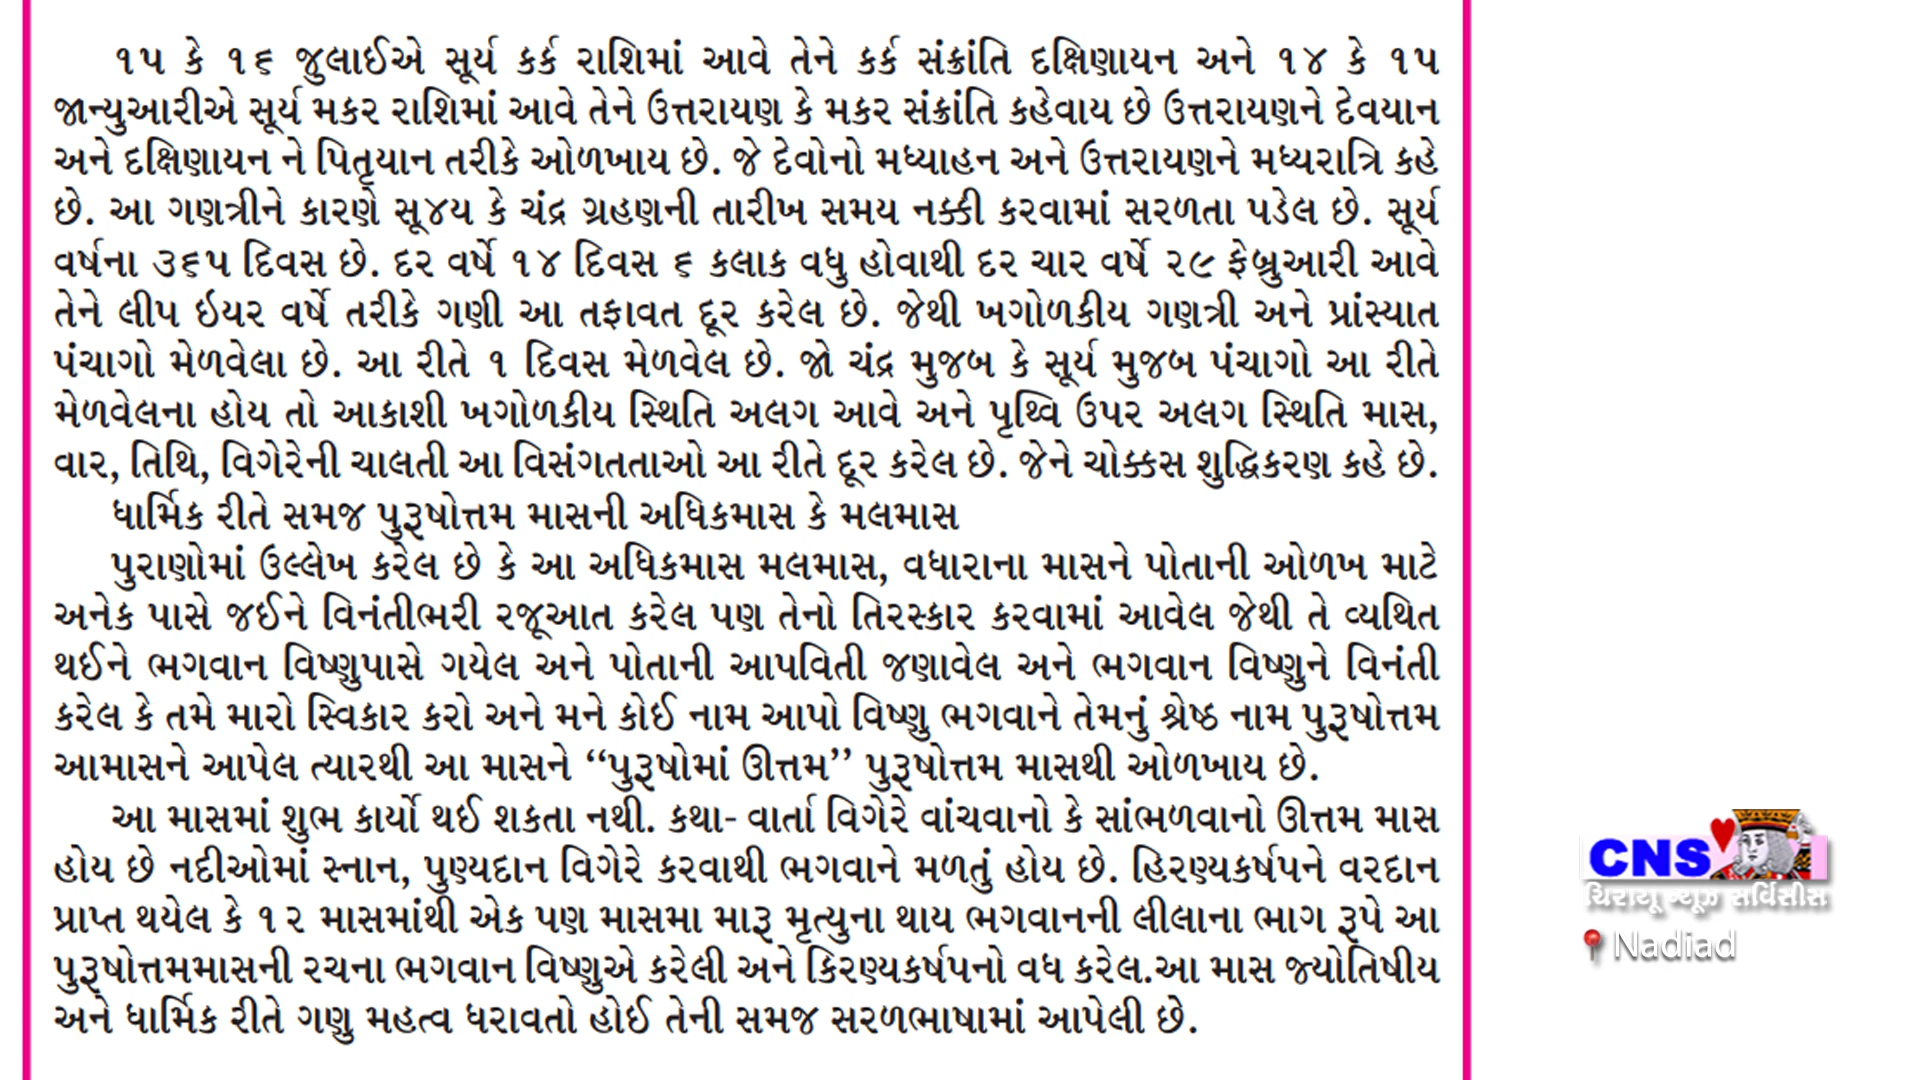 ૧૫ કે ૧૬ જુલાઈએ સૂર્ય કર્ક રાશિમાં આવે તેને કર્ક સંક્રાંતિ દક્ષિણાયન અને ૧૪ કે ૧૫
જાન્યુઆરીએ સૂર્ય મકર રાશિમાં આવે તેને ઉત્તરાયણ કે મકર સંક્રાંતિ કહેવાય છે ઉત્તરાયણને દેવયાન
અને દક્ષિણાયન ને પિતૃયાન તરીકે ઓળખાય છે. જે દેવોનો મધ્યાહન અને ઉત્તરાયણને મધ્યરાત્રિ કહે
છે. આ ગણત્રીને કારણે સૂ૪ય કે ચંદ્ર ગ્રહણની તારીખ સમય નક્કી કરવામાં સરળતા પડેલ છે. સૂર્ય
વર્ષના ૩૬૫ દિવસ છે. દર વર્ષે ૧૪ દિવસ ૬ કલાક વધુ હોવાથી દર ચાર વર્ષે ૨૯ ફેબ્રુઆરી આવે
તેને લીપ ઇયર વર્ષે તરીકે ગણી આ તફાવત દૂર કરેલ છે. જેથી ખગોળકીય ગણત્રી અને પ્રાંસ્યાત
પંચાગો મેળવેલા છે. આ રીતે ૧ દિવસ મેળવેલ છે. જો ચંદ્ર મુજબ કે સૂર્ય મુજબ પંચાગો આ રીતે
મેળવેલના હોય તો આકાશી ખગોળકીય સ્થિતિ અલગ આવે અને પૃથ્વિ ઉપર અલગ સ્થિતિ માસ,
વાર, તિથિ, વિગેરેની ચાલતી આ વિસંગતતાઓ આ રીતે દૂર કરેલ છે. જેને ચોક્કસ શુદ્ધિકરણ કહે છે.
ધાર્મિક રીતે સમજ પુરૂષોત્તમ માસની અધિકમાસ કે મલમાસ
પુરાણોમાં ઉલ્લેખ કરેલ છે કે આ અધિકમાસ મલમાસ, વધારાના માસને પોતાની ઓળખ માટે
અનેક પાસે જઈને વિનંતીભરી રજૂઆત કરેલ પણ તેનો તિરસ્કાર કરવામાં આવેલ જેથી તે વ્યથિત
થઈને ભગવાન વિષ્ણુપાસે ગયેલ અને પોતાની આપવિતી જણાવેલ અને ભગવાન વિષ્ણુને વિનંતી
કરેલ કે તમે મારો સ્વિકાર કરો અને મને કોઈ નામ આપો વિષ્ણુ ભગવાને તેમનું શ્રેષ્ઠ નામ પુરૂષોત્તમ
આમાસને આપેલ ત્યારથી આ માસને ‘‘પુરૂષોમાં ઊત્તમ’’ પુરૂષોત્તમ માસથી ઓળખાય છે.
આ માસમાં શુભ કાર્યો થઈ શકતા નથી. કથા- વાર્તા વિગેરે વાંચવાનો કે સાંભળવાનો ઊત્તમ માસ
હોય છે નદીઓમાં સ્નાન, પુણ્યદાન વિગેરે કરવાથી ભગવાને મળતું હોય છે. હિરણ્યકર્ષપને વરદાન
પ્રાપ્ત થયેલ કે ૧૨ માસમાંથી એક પણ માસમા મારૂ મૃત્યુના થાય ભગવાનની લીલાના ભાગ રૂપે આ
પુરૂષોત્તમમાસની રચના ભગવાન વિષ્ણુએ કરેલી અને કિરણ્યકર્ષપનો વધ કરેલ.આ માસ જ્યોતિષીય
અને ધાર્મિક રીતે ગણુ મહત્વ ધરાવતો હોઈ તેની સમજ સરળભાષામાં આપેલી છે.
CNS
ચિરાયૂ ન્યૂઝ સર્વિસીસ
Nadiad